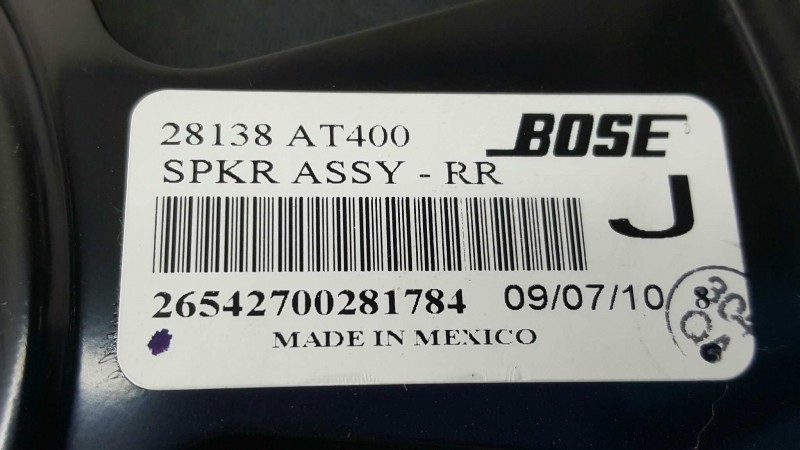 28138 AT400 BOSE
SPKR ASSY - RR
J
26542700281784 09/07/10 8
MADE IN MEXICO